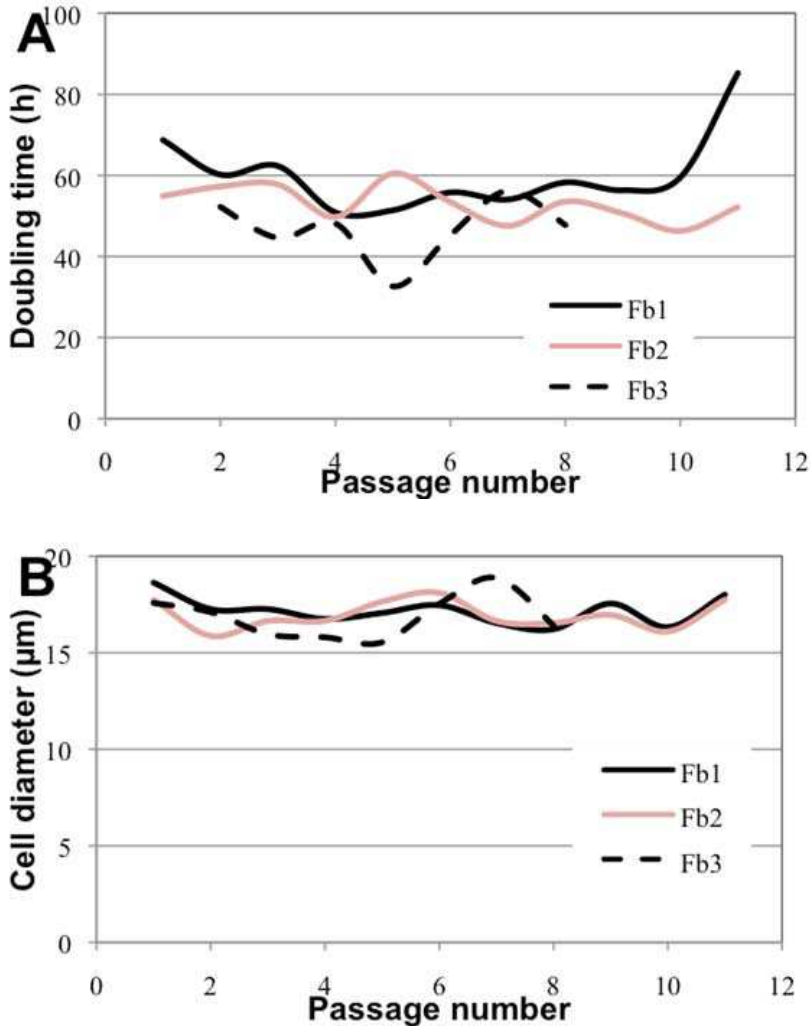 A
Doubling time (h)
100
80
60
40
20
0
Fb1
Fb2
Fb3
0 2 4 6 8 10 12
Passage number
B
Cell diameter (µm)
20
15
10
5
0
Fb1
Fb2
Fb3
0 2 4 6 8 10 12
Passage number